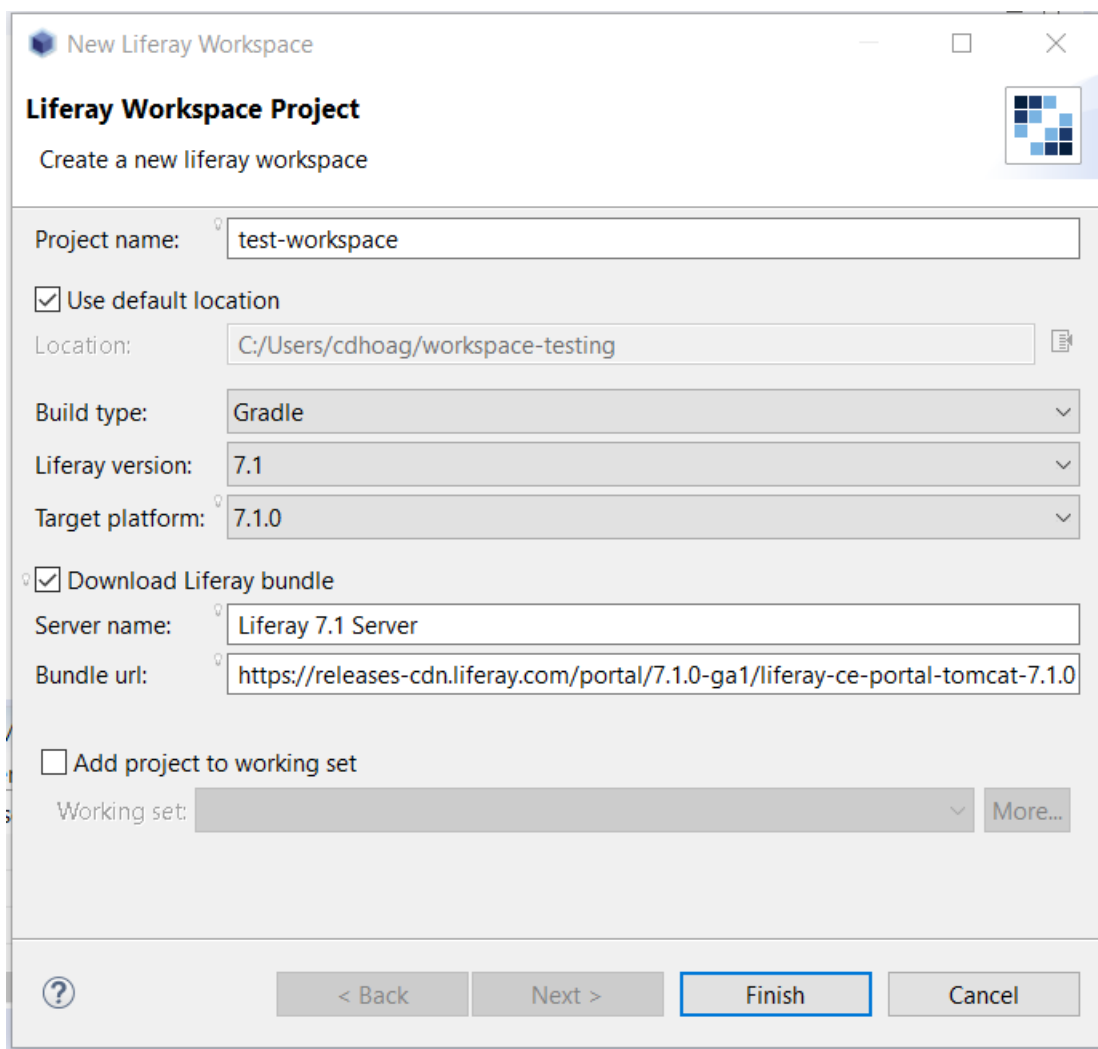 New Liferay Workspace
Liferay Workspace Project
Create a new liferay workspace
Project name: test-workspace
Use default location
Location: C:/Users/cdhoag/workspace-testing
Build type: Gradle
Liferay version: 7.1
Target platform: 7.1.0
Download Liferay bundle
Server name: Liferay 7.1 Server
Bundle url: https://releases-cdn.liferay.com/portal/7.1.0-ga1/liferay-ce-portal-tomcat-7.1.0
Add project to working set
Working set: More...
? < Back Next > Finish Cancel